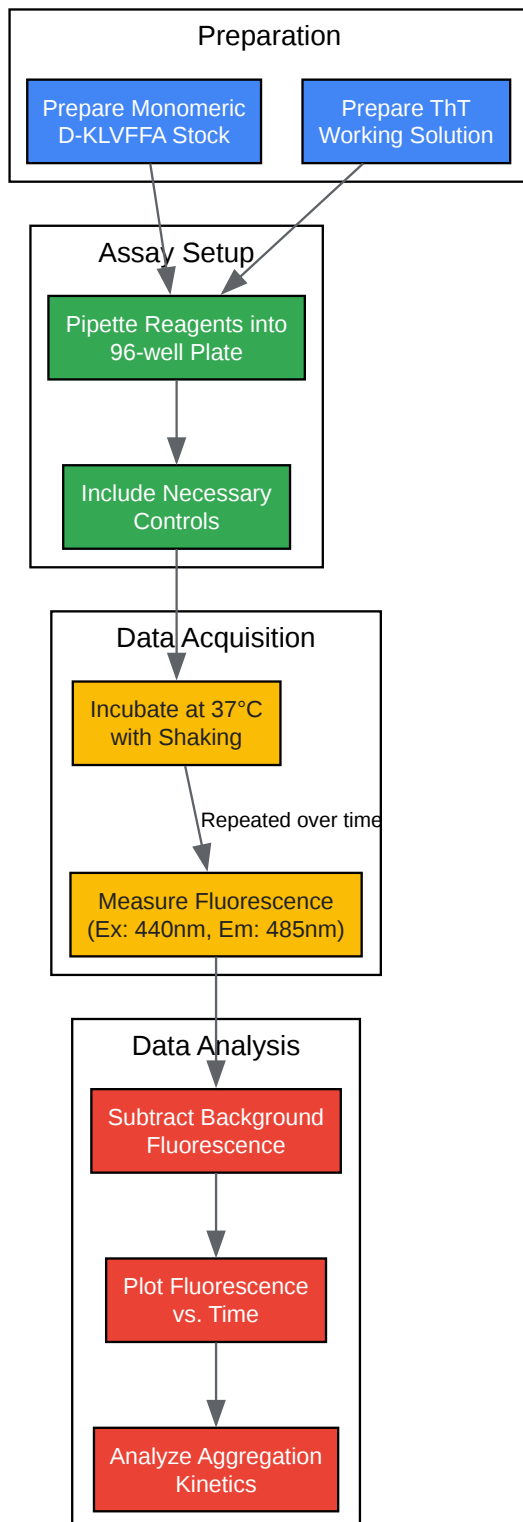 Preparation
Prepare Monomeric
D-KLVFFA Stock
Prepare ThT
Working Solution
Assay Setup
Pipette Reagents into
96-well Plate
Include Necessary
Controls
Data Acquisition
Incubate at 37°C
with Shaking
Repeated over time
Measure Fluorescence
(Ex: 440nm, Em: 485nm)
Data Analysis
Subtract Background
Fluorescence
Plot Fluorescence
vs. Time
Analyze Aggregation
Kinetics